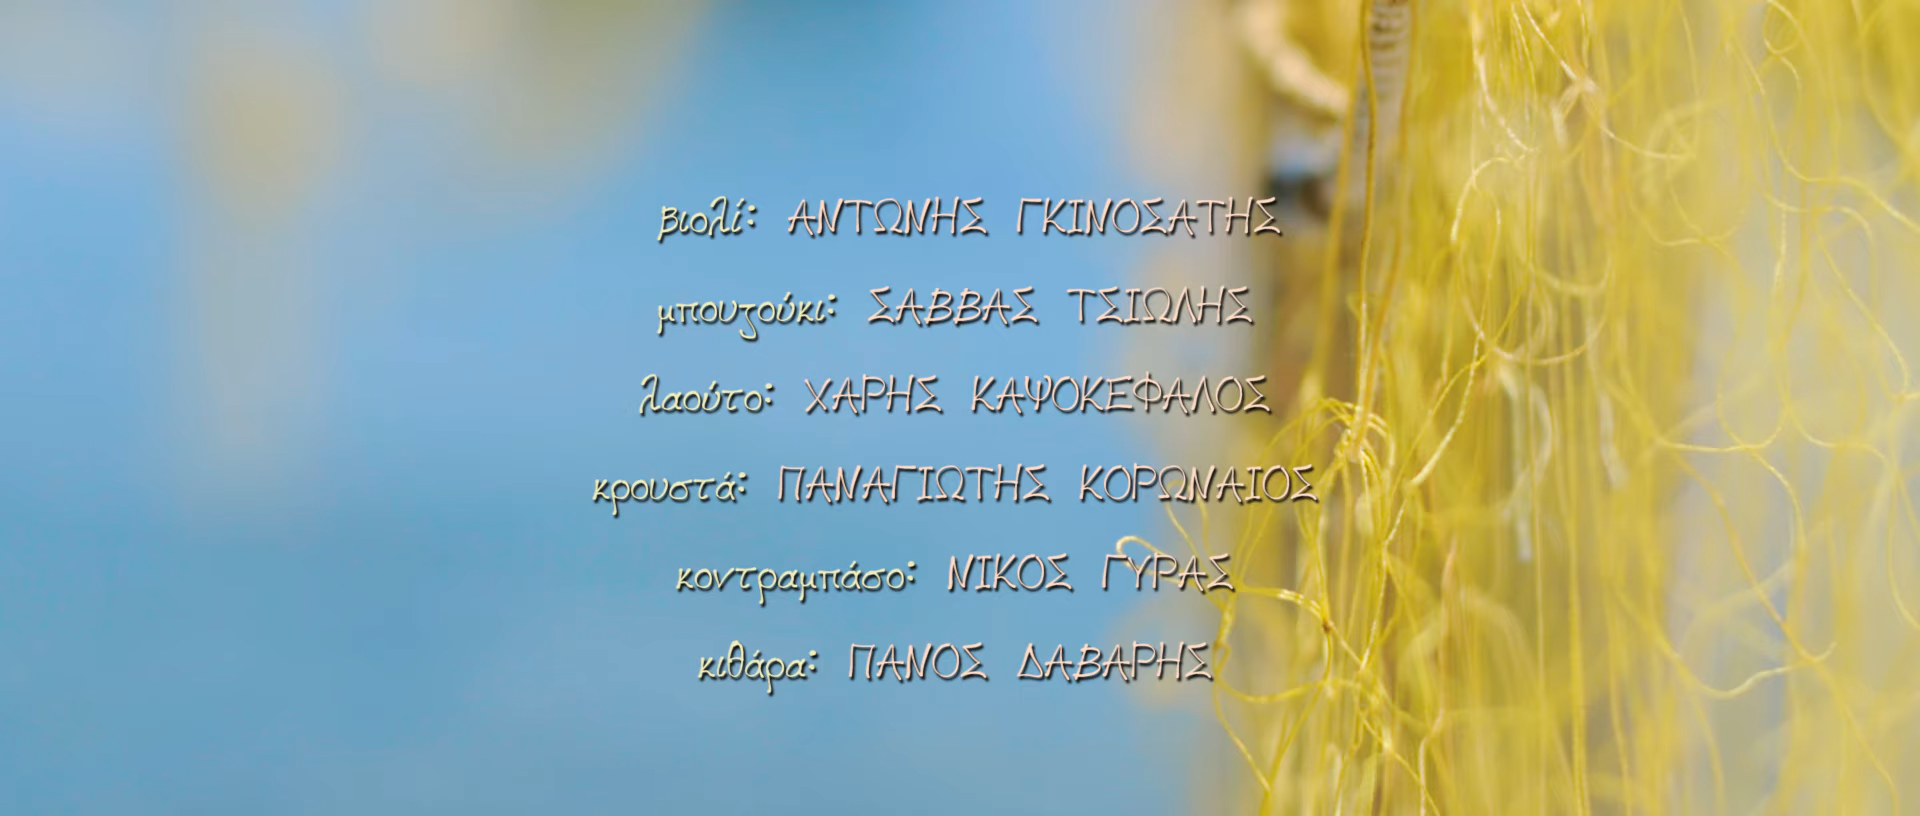 βιολί: ΑΝΤΩΝΗΣ ΓΚΙΝΟΣΑΤΗΣ
μπουζούκι: ΣΑΒΒΑΣ ΤΣΙΩΛΗΣ
λαούτο: ΧΑΡΗΣ ΚΑΨΟΚΕΦΑΛΟΣ
κρουστά: ΠΑΝΑΓΙΩΤΗΣ ΚΟΡΩΝΑΙΟΣ
κοντραμπάσο: ΝΙΚΟΣ ΓΥΡΑΣ
κιθάρα: ΠΑΝΟΣ ΔΑΒΑΡΗΣ